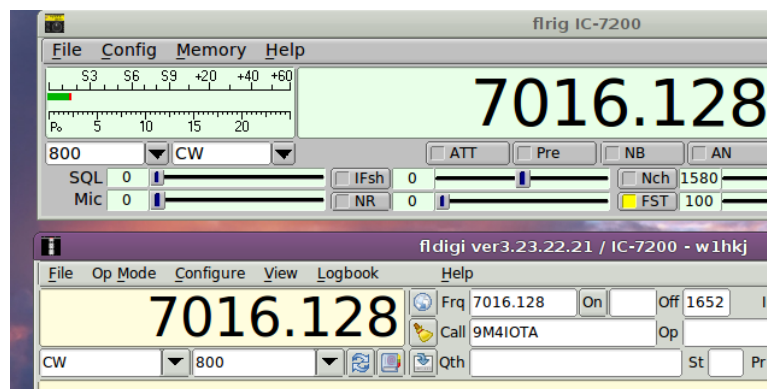 flrig IC-7200
File Config Memory Help
S3 S6 S9 +20 +40 +60
7016.128
Po 5 10 15 20
800 CW ATT Pre NB AN
SQL 0 IFsh 0 Nch 1580
Mic 0 NR 0 FST 100
fldigi ver3.23.22.21 / IC-7200 - w1hkj
File Op Mode Configure View Logbook Help
7016.128 Frq 7016.128 On Off 1652
Call 9M4IOTA Op
CW 800 Qth St Pr